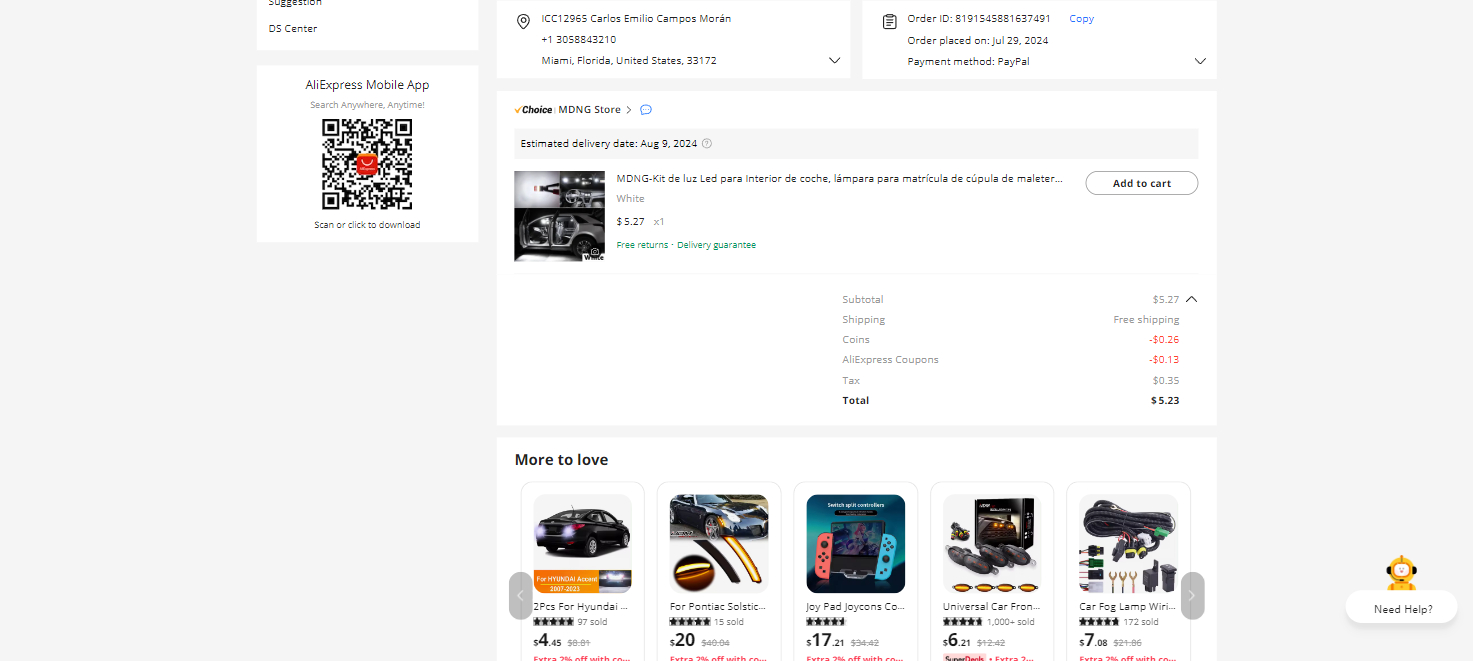 Suggestion
DS Center
AliExpress Mobile App
Search Anywhere, Anytime!
Scan or click to download
ICC12965 Carlos Emilio Campos Morán
+1 3058843210
Miami, Florida, United States, 33172
Order ID: 8191545881637491 Copy
Order placed on: Jul 29, 2024
Payment method: PayPal
Choice MDNG Store
Estimated delivery date: Aug 9, 2024
MDNG-Kit de luz Led para Interior de coche, lámpara para matrícula de cúpula de maleter...
White
$5.27 x1
Free returns · Delivery guarantee
White
Add to cart
Subtotal $5.27
Shipping Free shipping
Coins -$0.26
AliExpress Coupons -$0.13
Tax $0.35
Total $5.23
More to love
For HYUNDAI Accent
2007-2023
2Pcs For Hyundai ...
97 sold
$4.45 $8.81
Extra 2% off with co...
For Pontiac Solstic...
15 sold
$20 $40.04
Extra 2% off with co...
Switch split controllers
Joy Pad Joycons Co...
$17.21 $34.42
Extra 2% off with co...
Universal Car Fron...
1,000+ sold
$6.21 $12.42
SuperDeals • Extra 2...
Car Fog Lamp Wiri...
172 sold
$7.08 $21.86
Extra 2% off with co...
Need Help?